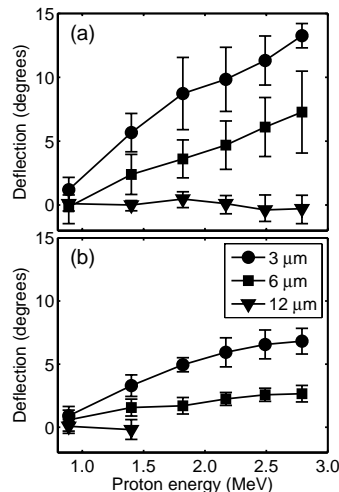 15
(a)
10
5
0
Deflection (degrees)
15
(b)
3 μm
6 μm
12 μm
10
5
0
Deflection (degrees)
1.0 1.5 2.0 2.5 3.0
Proton energy (MeV)